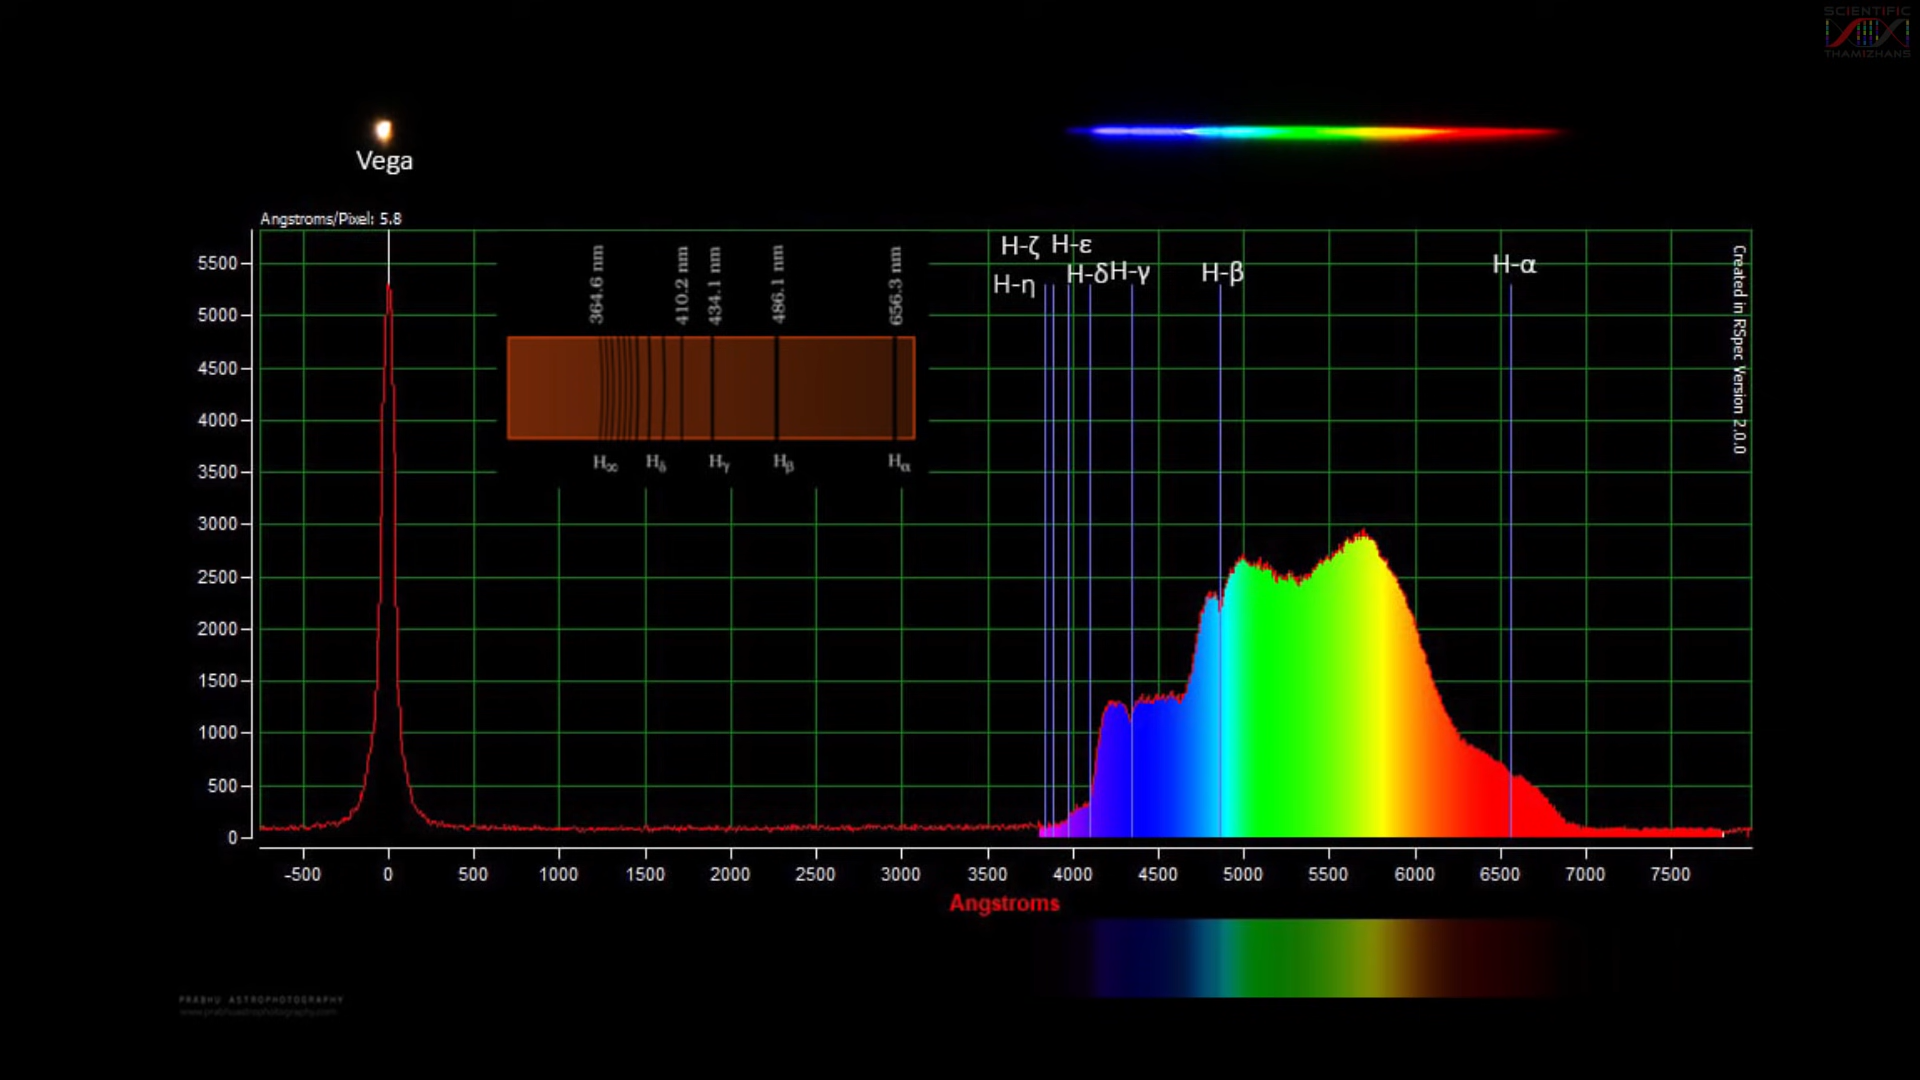 SCIENTIFIC
THAMIZHANS
Vega
Angstroms/Pixel: 5.8
5500
5000
4500
4000
3500
3000
2500
2000
1500
1000
500
0
364.6 nm
410.2 nm
434.1 nm
486.1 nm
656.3 nm
H∞
Hδ
Hγ
Hβ
Hα
H-ζ H-ε
H-η H-δ H-γ H-β H-α
Created in RSpec Version 2.0.0
-500 0 500 1000 1500 2000 2500 3000 3500 4000 4500 5000 5500 6000 6500 7000 7500
Angstroms
PRABHU ASTROPHOTOGRAPHY
www.prabhuastrophotography.com